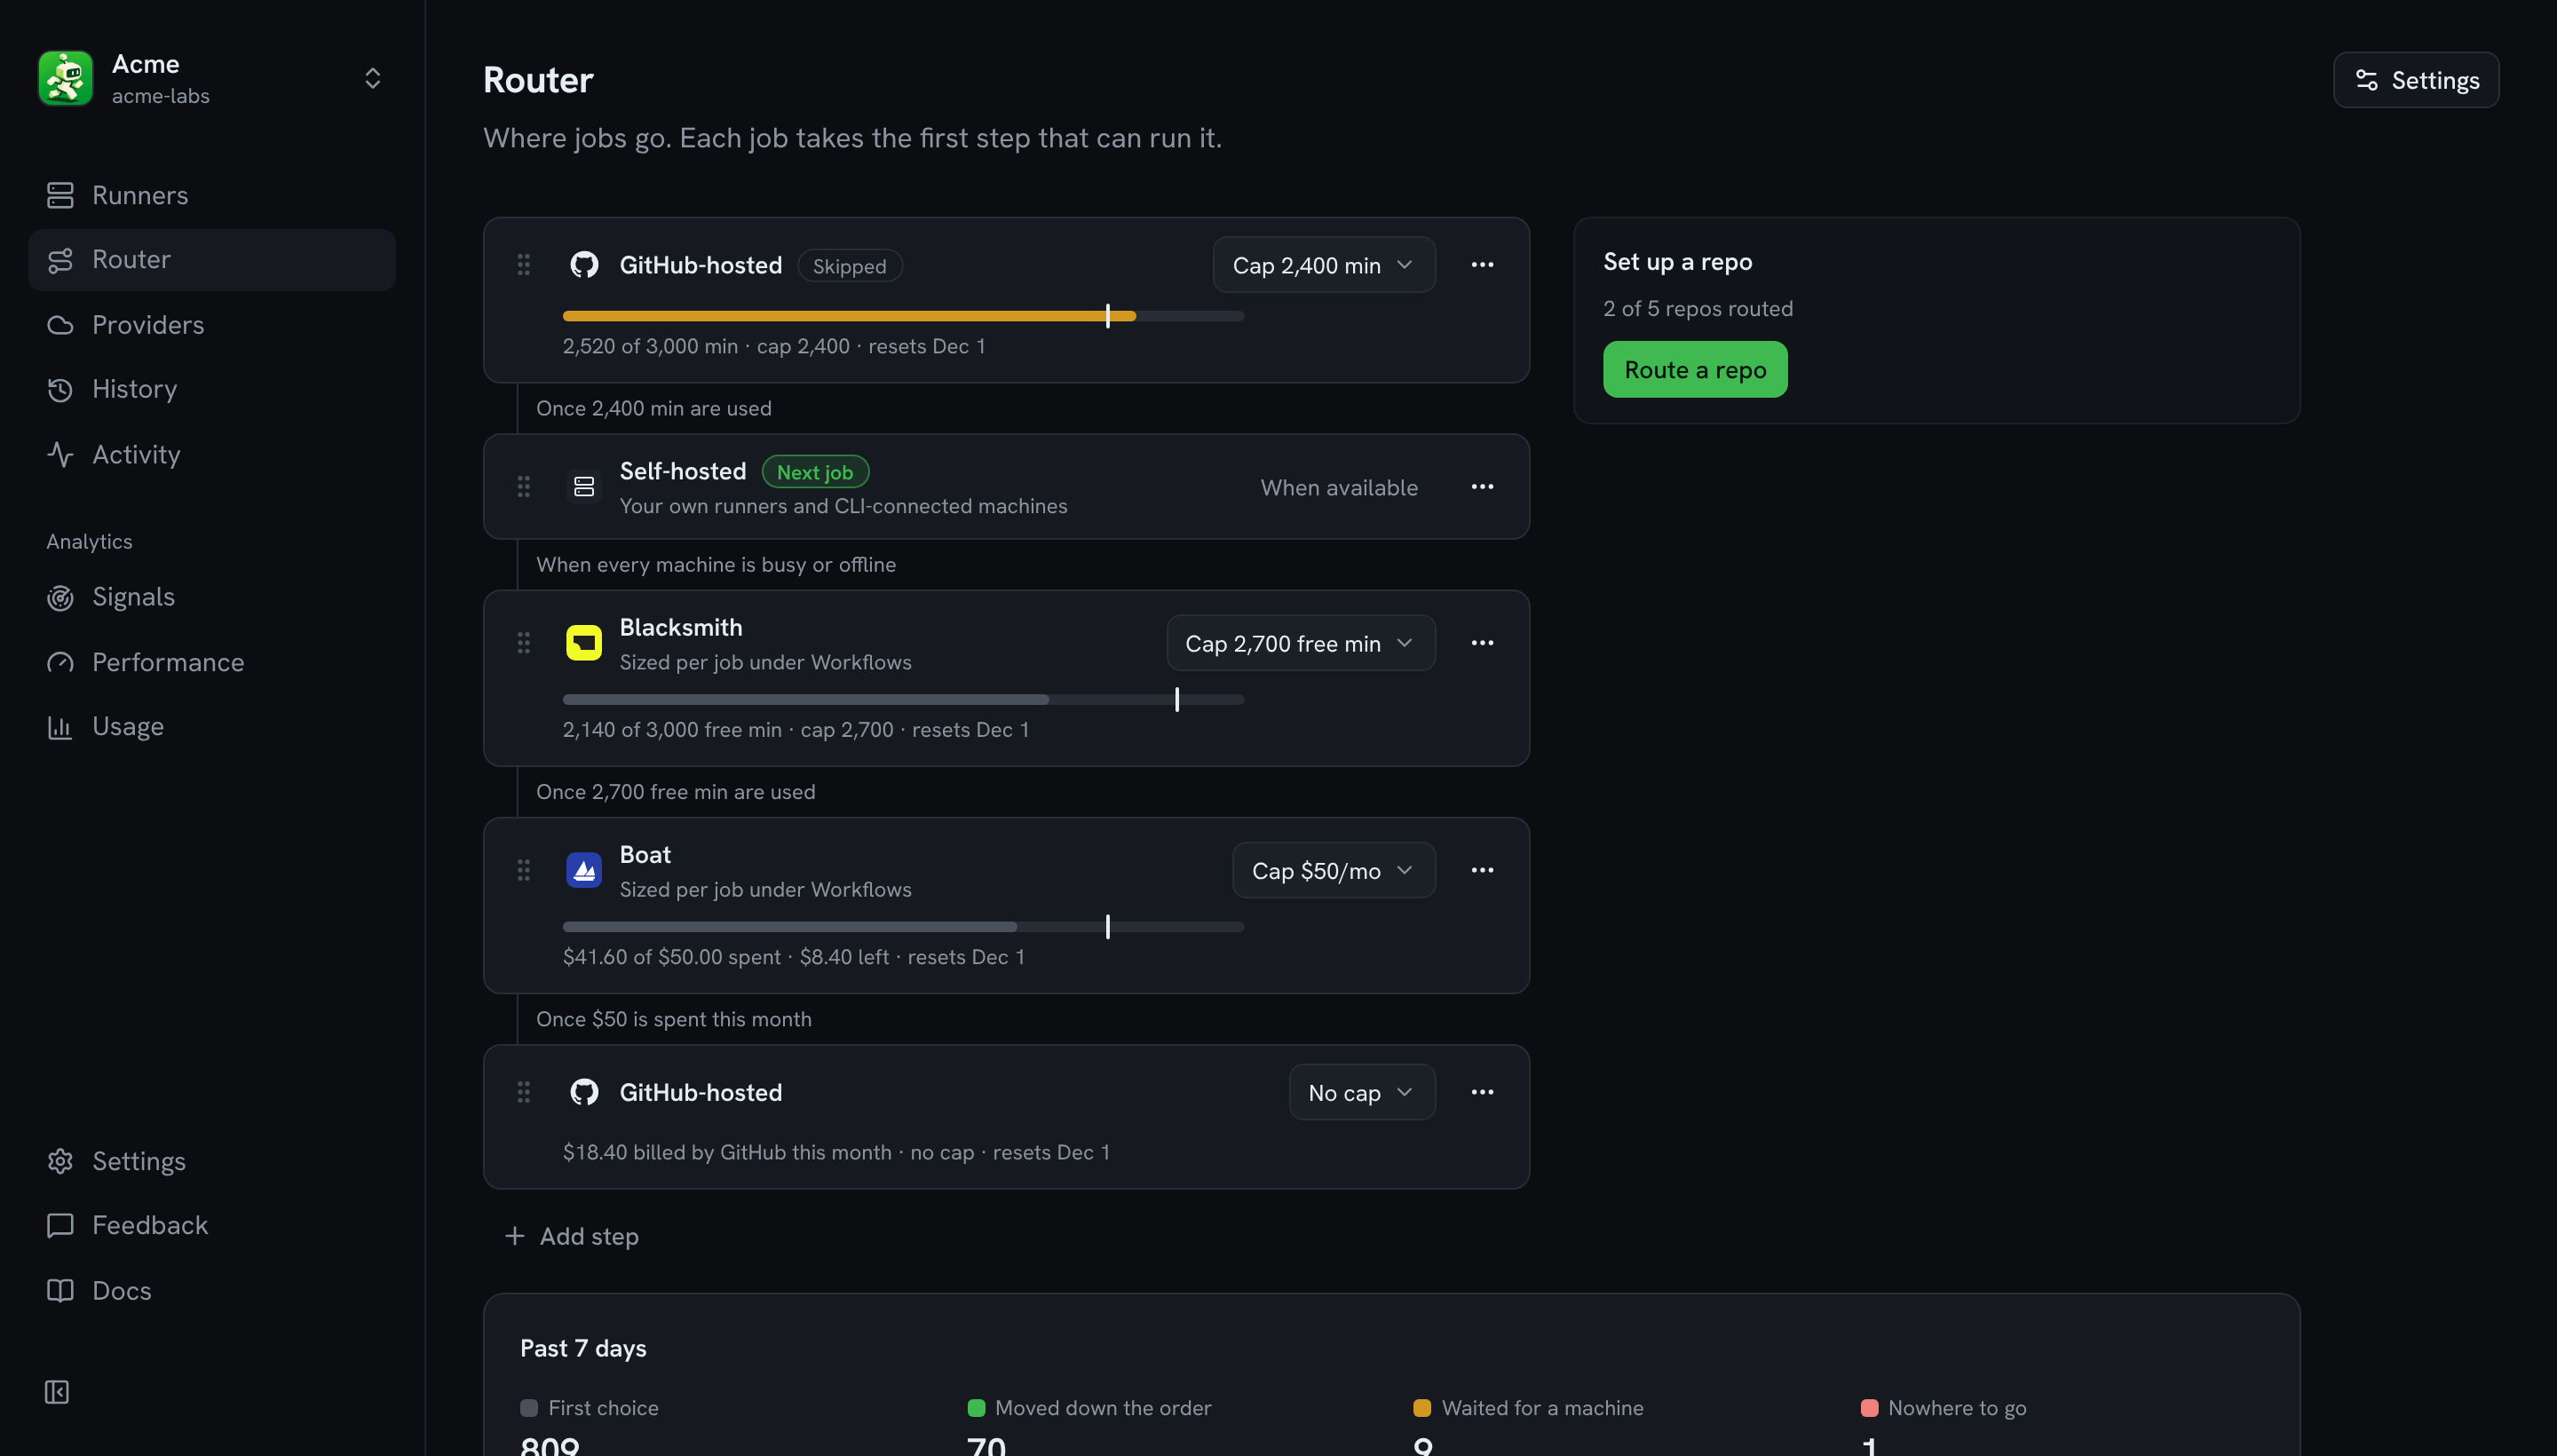 Acme
acme-labs
Runners
Router
Providers
History
Activity
Analytics
Signals
Performance
Usage
Settings
Feedback
Docs
Router
Where jobs go. Each job takes the first step that can run it.
Settings
GitHub-hosted
Skipped
Cap 2,400 min
2,520 of 3,000 min · cap 2,400 · resets Dec 1
Once 2,400 min are used
Self-hosted
Next job
Your own runners and CLI-connected machines
When available
When every machine is busy or offline
Blacksmith
Sized per job under Workflows
Cap 2,700 free min
2,140 of 3,000 free min · cap 2,700 · resets Dec 1
Once 2,700 free min are used
Boat
Sized per job under Workflows
Cap $50/mo
$41.60 of $50.00 spent · $8.40 left · resets Dec 1
Once $50 is spent this month
GitHub-hosted
No cap
$18.40 billed by GitHub this month · no cap · resets Dec 1
Add step
Set up a repo
2 of 5 repos routed
Route a repo
Past 7 days
First choice
809
Moved down the order
70
Waited for a machine
9
Nowhere to go
1